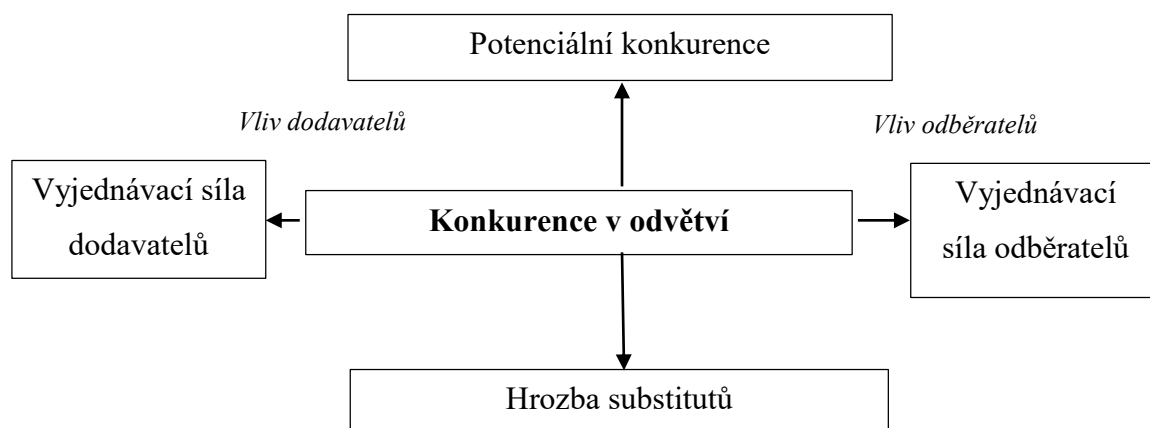 Potenciální konkurence
Vliv dodavatelů
Vliv odběratelů
Vyjednávací síla
dodavatelů
Konkurence v odvětví
Vyjednávací
síla odběratelů
Hrozba substitutů